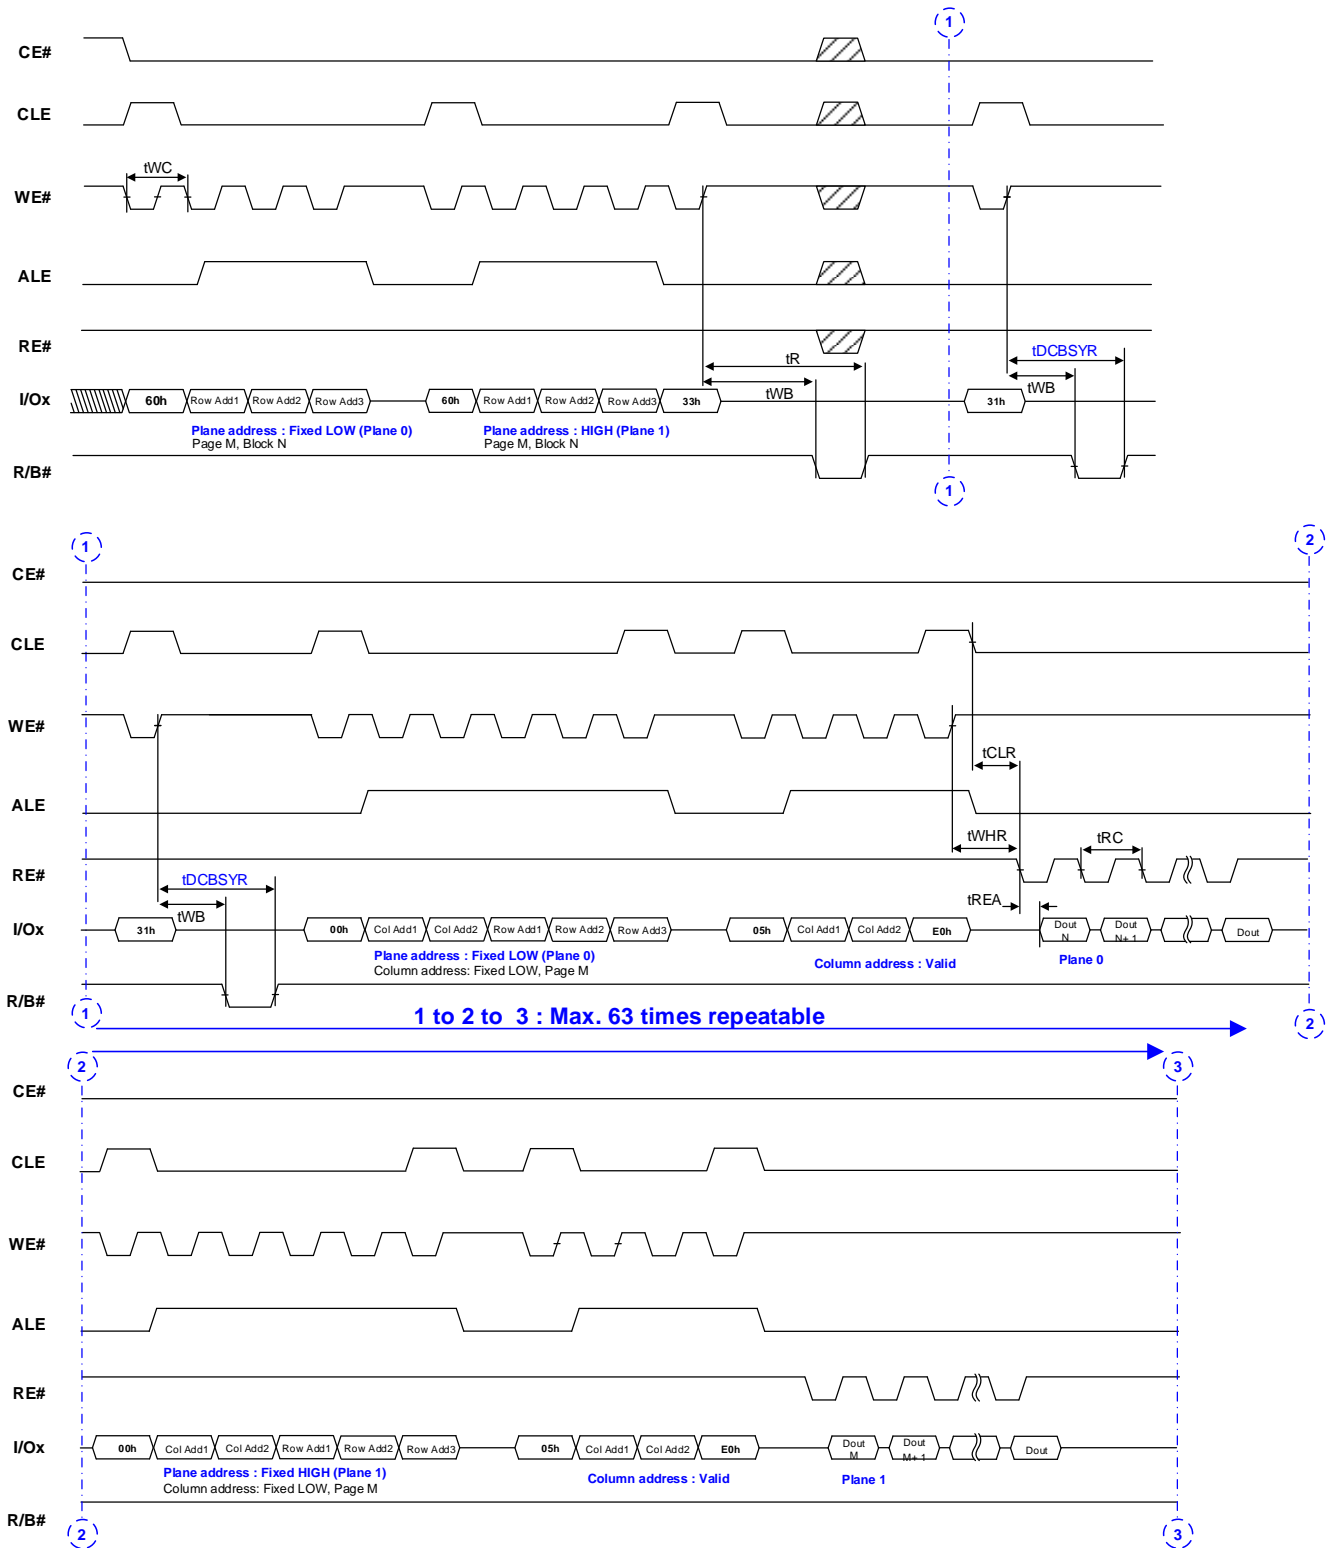 1
CE#
CLE
tWC
WE#
ALE
RE#
tR
tDCBSYR
tWB
tWB
I/Ox
60h Row Add1 Row Add2 Row Add3 60h Row Add1 Row Add2 Row Add3 33h 31h
Plane address : Fixed LOW (Plane 0)
Page M, Block N
Plane address : HIGH (Plane 1)
Page M, Block N
R/B#
1
1
2
CE#
CLE
WE#
tCLR
ALE
tWHR
tRC
RE#
tDCBSYR
tREA
tWB
I/Ox
31h 00h Col Add1 Col Add2 Row Add1 Row Add2 Row Add3 05h Col Add1 Col Add2 E0h Dout N Dout N+ 1 Dout
Plane address : Fixed LOW (Plane 0)
Column address: Fixed LOW, Page M
Column address : Valid
Plane 0
R/B#
1
1 to 2 to 3 : Max. 63 times repeatable
2
2
3
CE#
CLE
WE#
ALE
RE#
I/Ox
00h Col Add1 Col Add2 Row Add1 Row Add2 Row Add3 05h Col Add1 Col Add2 E0h Dout M Dout M+ 1 Dout
Plane address : Fixed HIGH (Plane 1)
Column address: Fixed LOW, Page M
Column address : Valid
Plane 1
R/B#
2
3